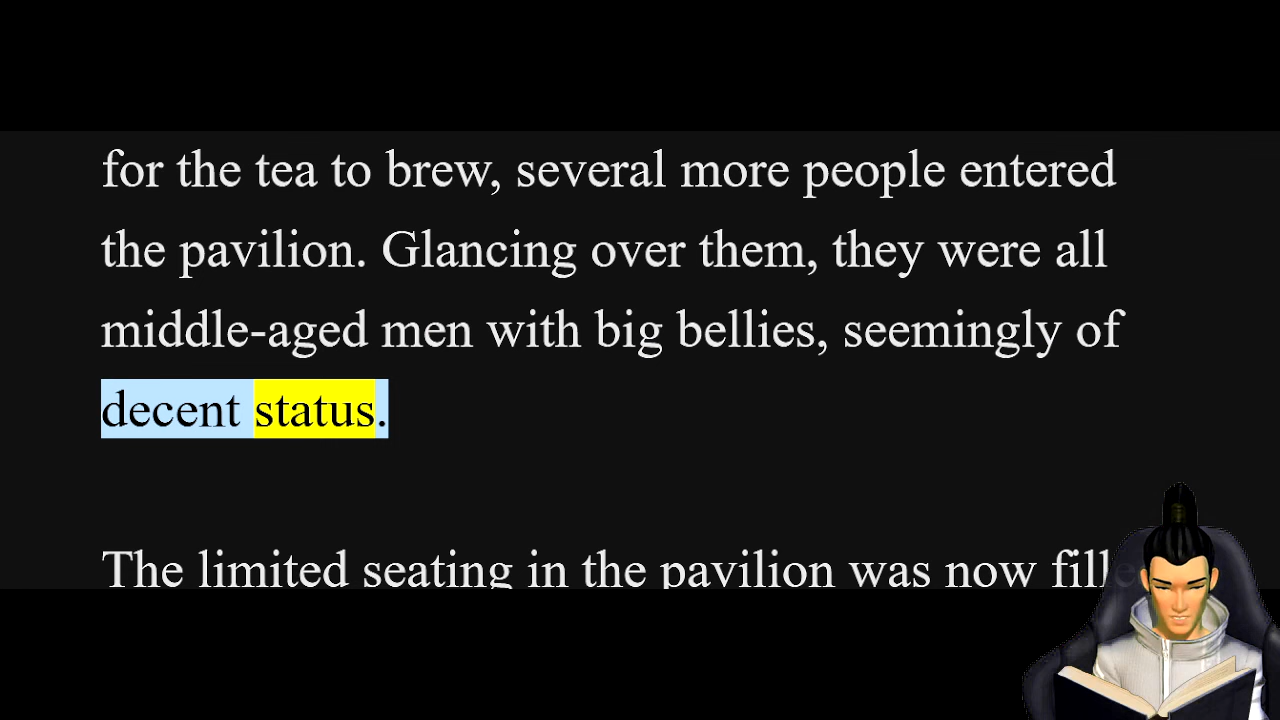 for the tea to brew, several more people entered
the pavilion. Glancing over them, they were all
middle-aged men with big bellies, seemingly of
decent status.
The limited seating in the pavilion was now